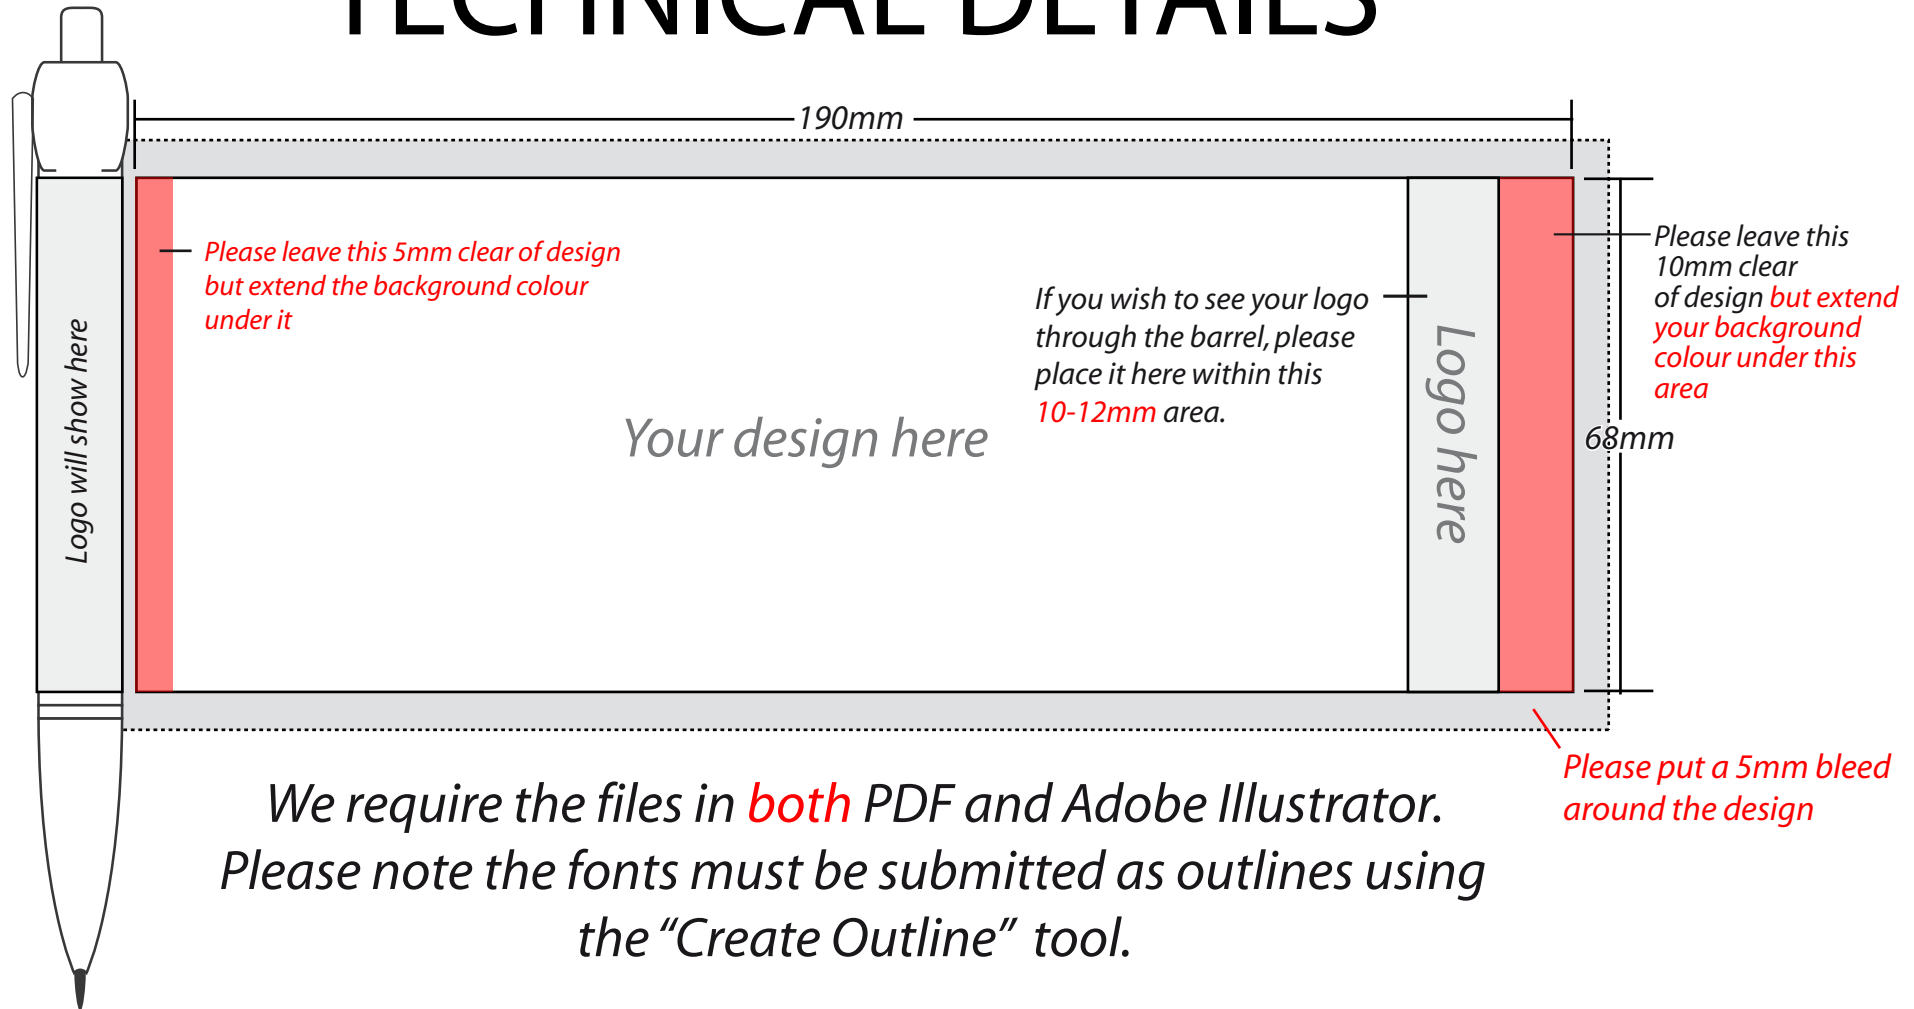 TECHNICAL DETAILS
190mm
Please leave this 5mm clear of design
but extend the background colour
under it
If you wish to see your logo
through the barrel, please
place it here within this
10-12mm area.
Please leave this
10mm clear
of design but extend
your background
colour under this
area
Logo will show here
Your design here
Logo here
68mm
Please put a 5mm bleed
around the design
We require the files in both PDF and Adobe Illustrator.
Please note the fonts must be submitted as outlines using
the “Create Outline” tool.